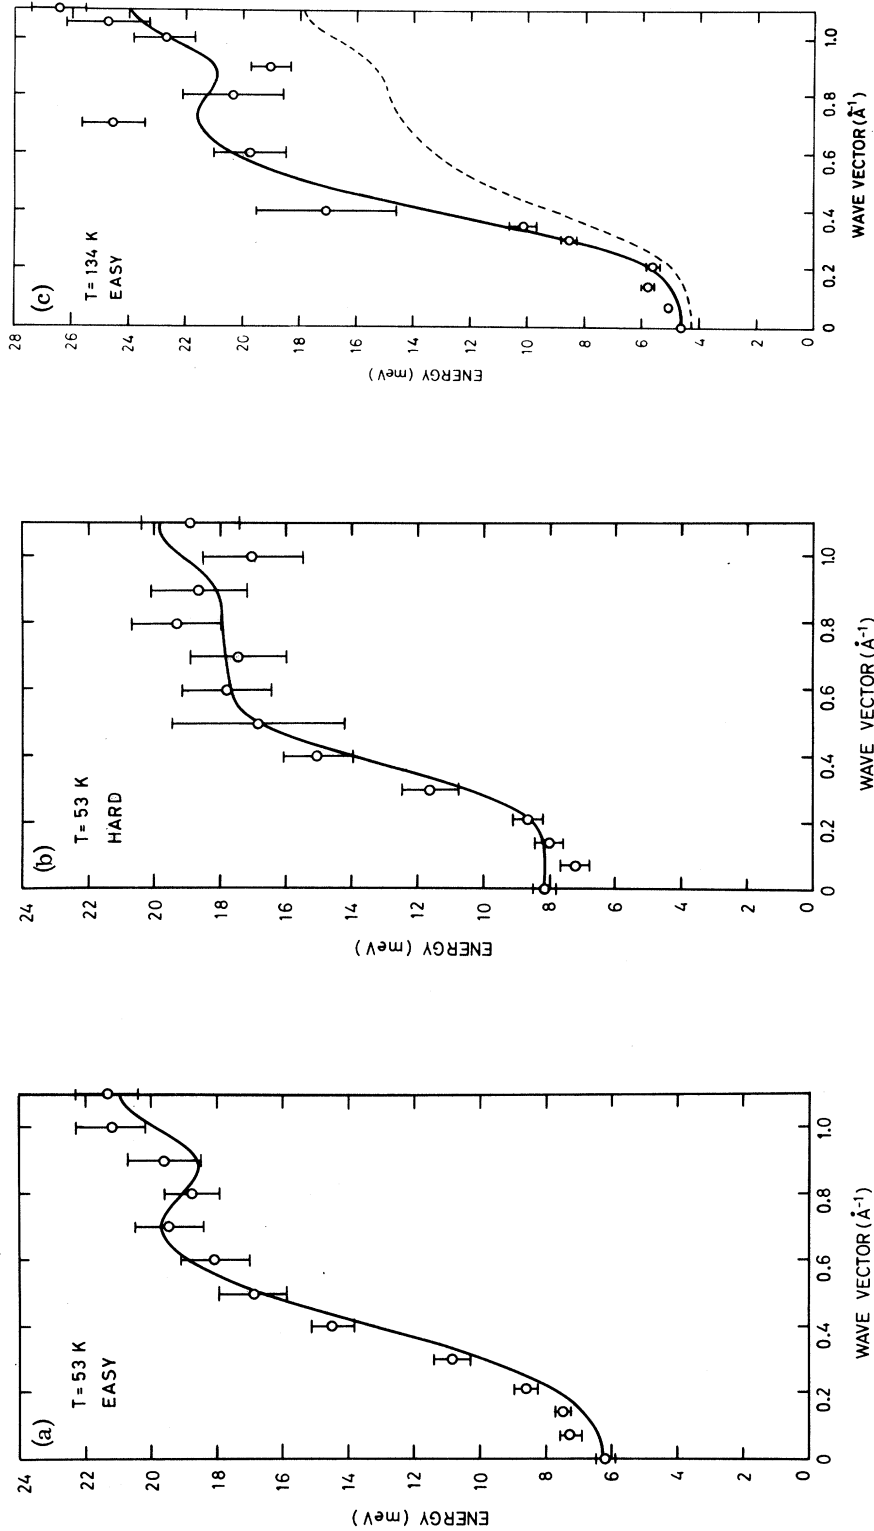 (a)
T=53 K
EASY
24
22
20
18
16
14
12
10
8
6
4
2
0
ENERGY (meV)
0 0.2 0.4 0.6 0.8 1.0
WAVE VECTOR (Å⁻¹)
(b)
T=53 K
HARD
24
22
20
18
16
14
12
10
8
6
4
2
0
ENERGY (meV)
0 0.2 0.4 0.6 0.8 1.0
WAVE VECTOR (Å⁻¹)
(c)
T=134 K
EASY
28
26
24
22
20
18
16
14
12
10
8
6
4
2
0
ENERGY (meV)
0 0.2 0.4 0.6 0.8 1.0
WAVE VECTOR (Å⁻¹)